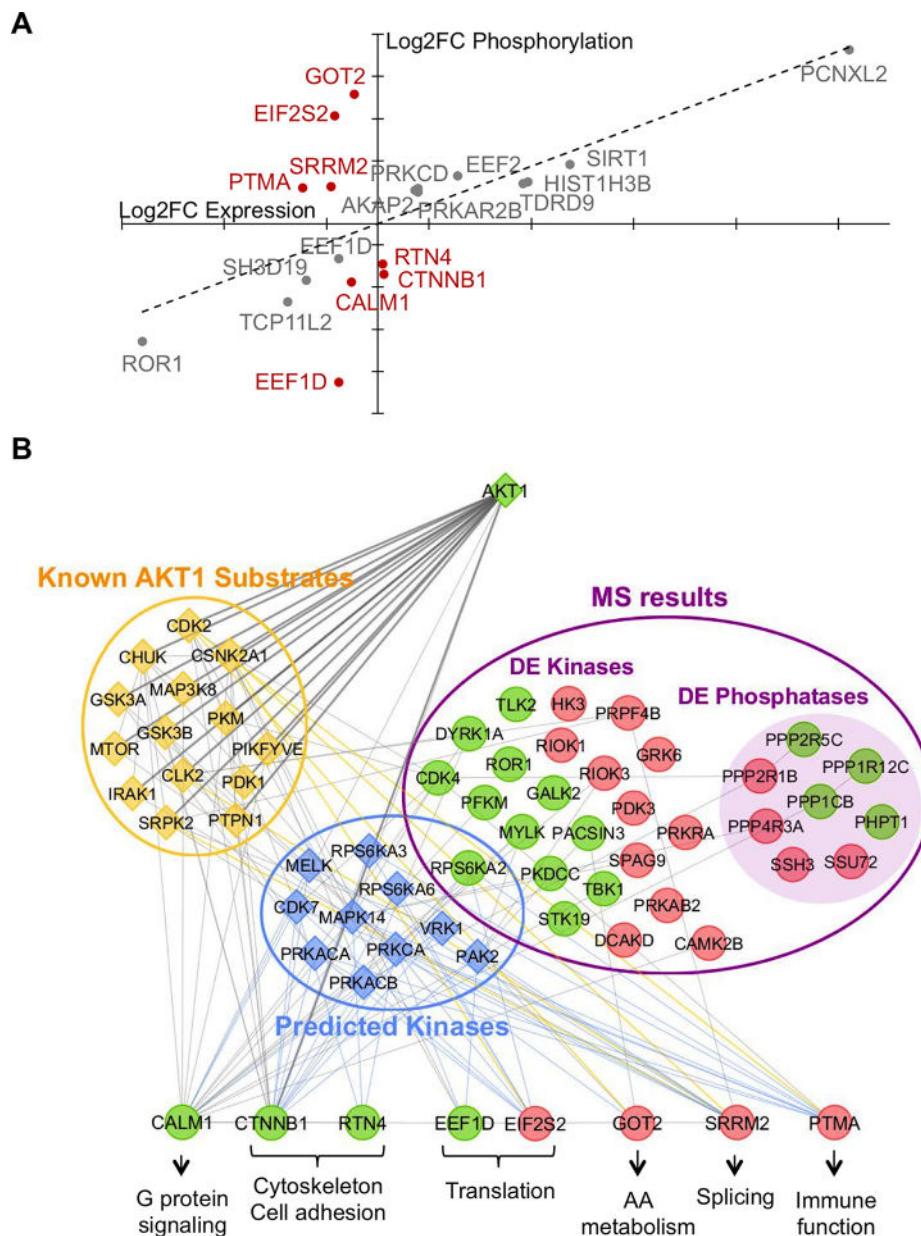 A
Log2FC Phosphorylation
GOT2
PCNXL2
EIF2S2
SRRM2
PRKCD
EEF2
SIRT1
PTMA
HIST1H3B
AKAP2
PRKAR2B
TDRD9
Log2FC Expression
EEF1D
RTN4
SH3D19
CTNNB1
CALM1
TCP11L2
ROR1
EEF1D
B
AKT1
Known AKT1 Substrates
CDK2
CHUK
CSNK2A1
GSK3A
MAP3K8
PKM
GSK3B
MTOR
PIKFYVE
CLK2
PDK1
IRAK1
SRPK2
PTPN1
MS results
DE Kinases
DE Phosphatases
TLK2
HK3
PRPF4B
DYRK1A
RIOK1
GRK6
CDK4
ROR1
RIOK3
PFKM
GALK2
PDK3
MYLK
PACSIN3
PRKRA
SPAG9
RPS6KA2
PKDCC
TBK1
PRKAB2
STK19
DCAKD
CAMK2B
PPP2R5C
PPP2R1B
PPP1R12C
PPP1CB
PPP4R3A
PHPT1
SSH3
SSU72
RPS6KA3
MELK
RPS6KA6
CDK7
MAPK14
VRK1
PRKACA
PRKCA
PAK2
PRKACB
Predicted Kinases
CALM1
CTNNB1
RTN4
EEF1D
EIF2S2
GOT2
SRRM2
PTMA
G protein
signaling
Cytoskeleton
Cell adhesion
Translation
AA
metabolism
Splicing
Immune
function